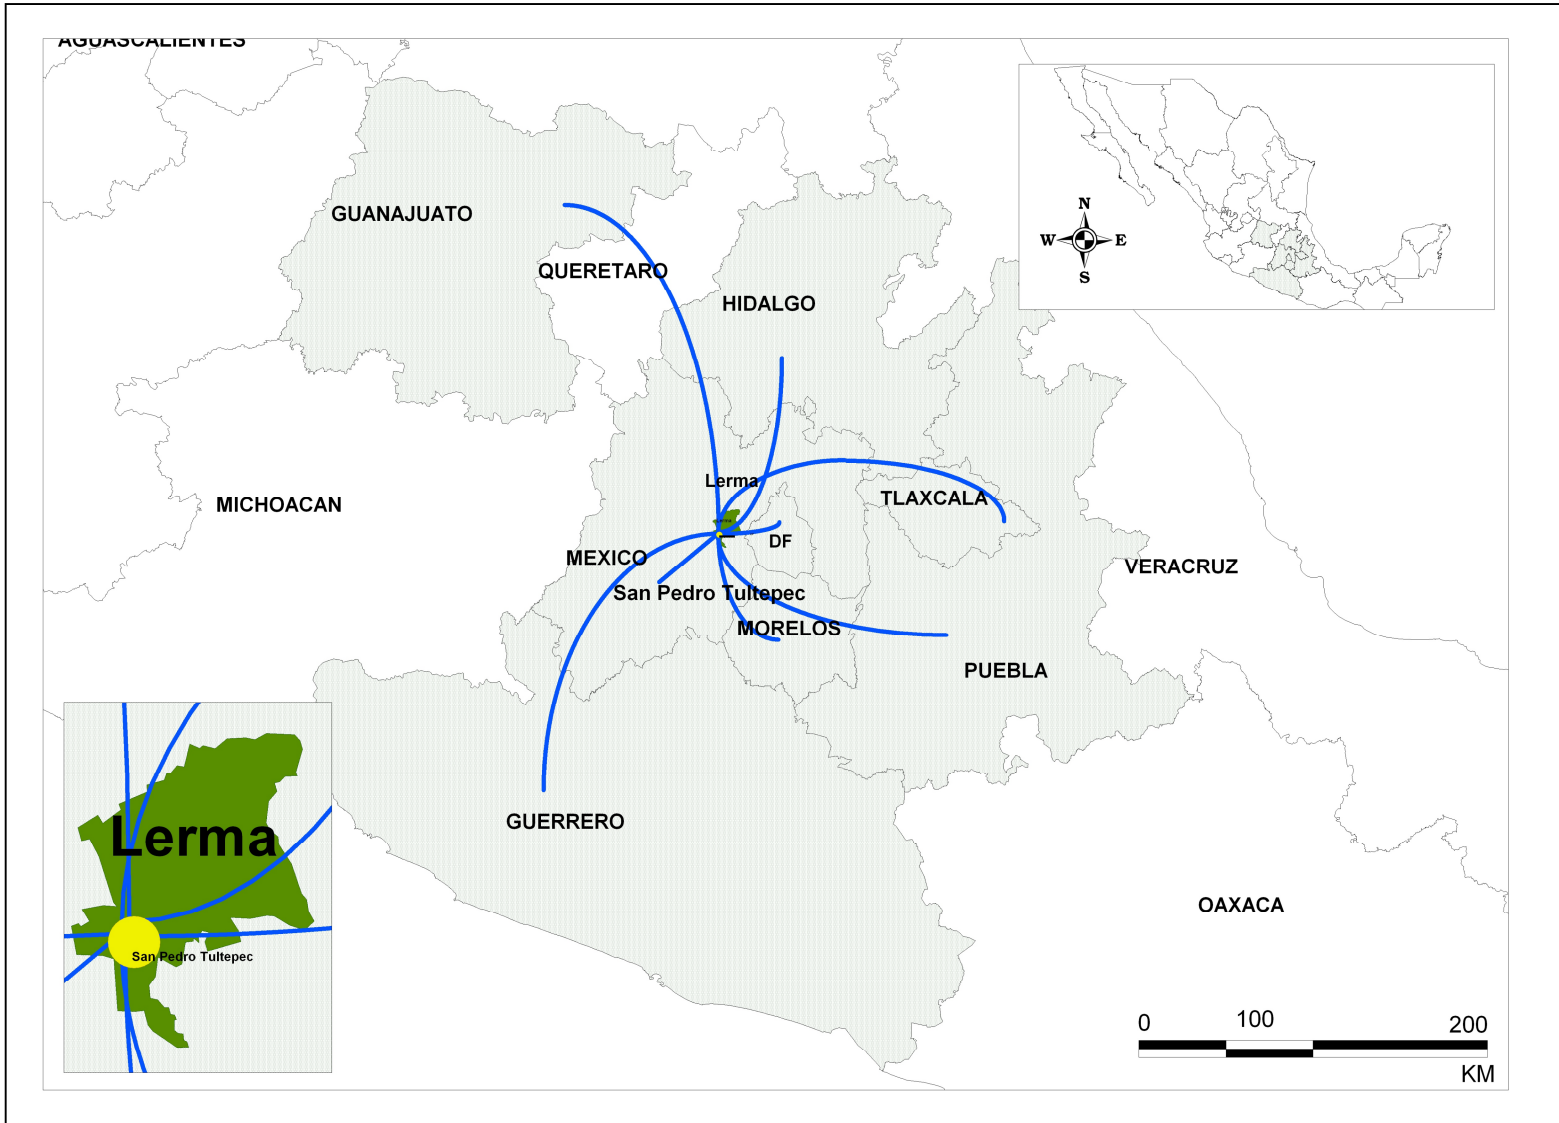 AGUASCALIENTES
GUANAJUATO
QUERETARO
HIDALGO
N
W
E
S
Lerma
TLAXCALA
MICHOACAN
DF
MEXICO
VERACRUZ
San Pedro Tultepec
MORELOS
PUEBLA
GUERRERO
Lerma
San Pedro Tultepec
OAXACA
0 100 200
KM